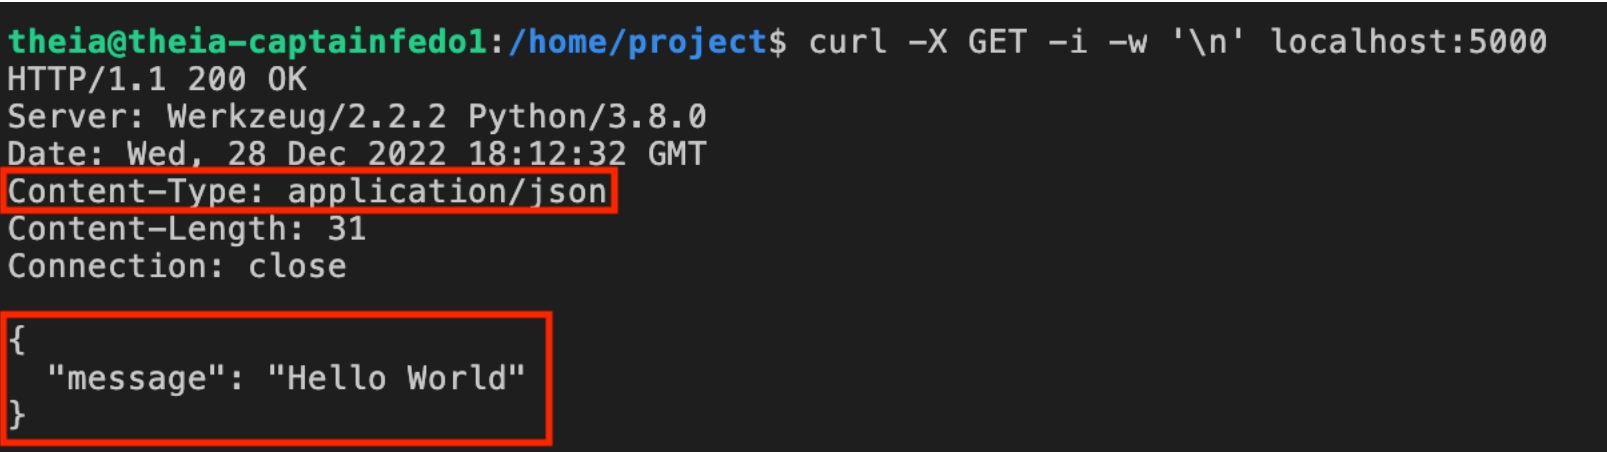 theia@theia-captainfedo1:/home/project$ curl -X GET -i -w '\n' localhost:5000
HTTP/1.1 200 OK
Server: Werkzeug/2.2.2 Python/3.8.0
Date: Wed, 28 Dec 2022 18:12:32 GMT
Content-Type: application/json
Content-Length: 31
Connection: close

{
  "message": "Hello World"
}